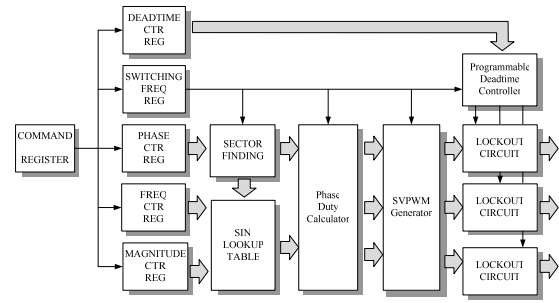 DEADTIME
CTR
REG
SWITCHING
FREQ
REG
Programmable
Deadtime
Controller
COMMAND
REGISTER
PHASE
CTR
REG
SECTOR
FINDING
LOCKOUT
CIRCUIT
FREQ
CTR
REG
SIN
LOOKUP
TABLE
Phase
Duty
Calculator
SVPWM
Generator
LOCKOUT
CIRCUIT
MAGNITUDE
CTR
REG
LOCKOUT
CIRCUIT